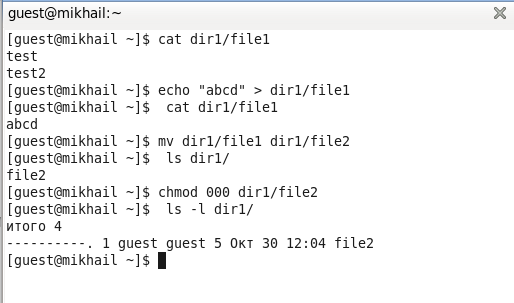 guest@mikhail:~
[guest@mikhail ~]$ cat dir1/file1
test
test2
[guest@mikhail ~]$ echo "abcd" > dir1/file1
[guest@mikhail ~]$  cat dir1/file1
abcd
[guest@mikhail ~]$ mv dir1/file1 dir1/file2
[guest@mikhail ~]$  ls dir1/
file2
[guest@mikhail ~]$ chmod 000 dir1/file2
[guest@mikhail ~]$  ls -l dir1/
итого 4
----------. 1 guest guest 5 Окт 30 12:04 file2
[guest@mikhail ~]$